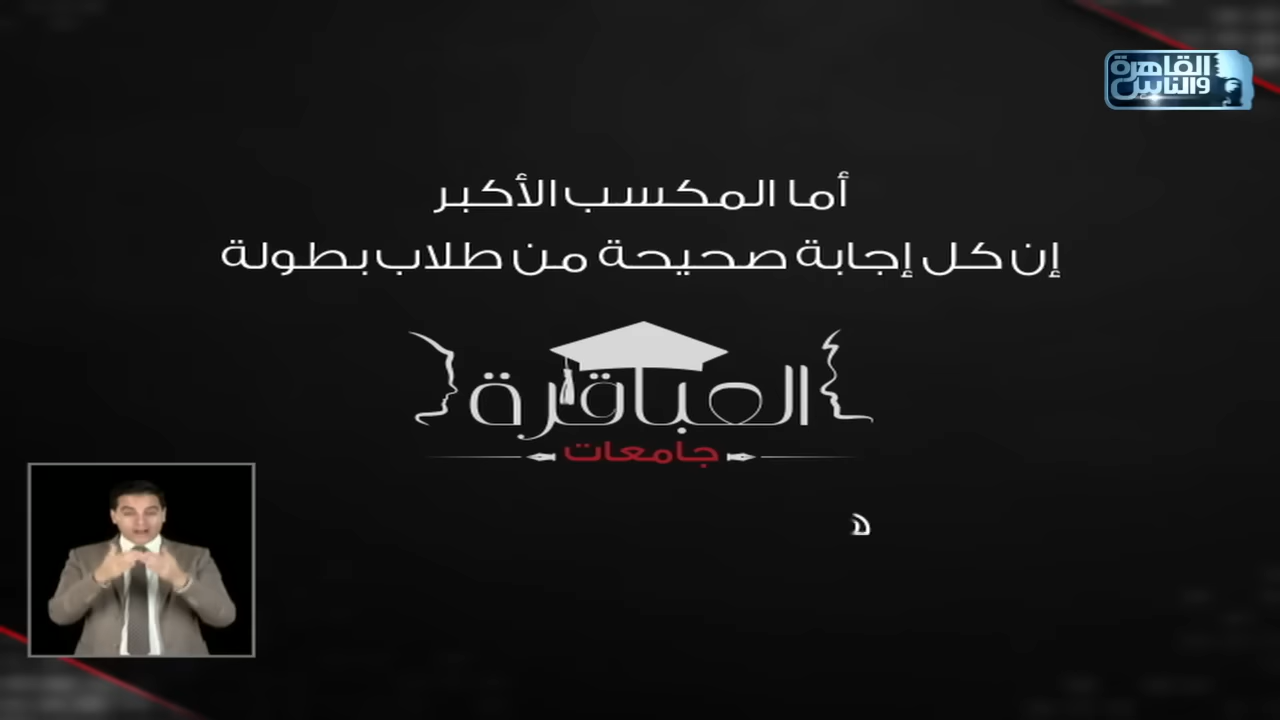 القاهرة
والناس
أما المكسب الأكبر
إن كل إجابة صحيحة من طلاب بطولة
العباقرة
جامعات